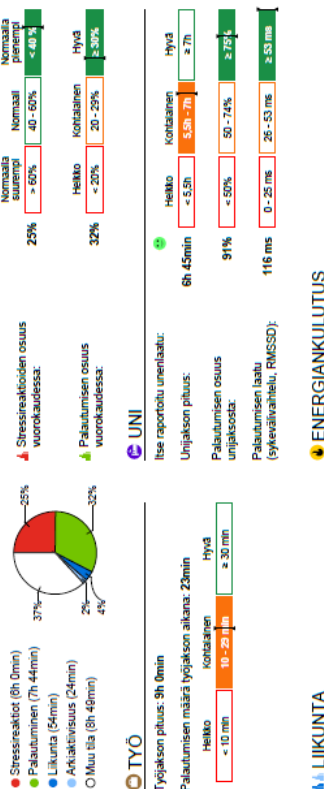 Stressireaktiot (6h 0min)
Palautuminen (7h 44min)
Liikunta (54min)
Arkiaktiivisuus (24min)
Muu tila (8h 49min)
25%
32%
4%
2%
37%
Stressireaktioiden osuus
vuorokaudessa:
25%
Normaalia
suurempi
Normaali
Normaalia
pienempi
> 60%
40 - 60%
< 40 %
Palautumisen osuus
vuorokaudessa:
32%
Heikko
Kohtalainen
Hyvä
< 20%
20 - 29%
≥ 30%
TYÖ
Työjakson pituus: 9h 0min
Palautumisen määrä työjakson aikana: 23min
Heikko
Kohtalainen
Hyvä
< 10 min
10 - 29 min
≥ 30 min
UNI
Itse raportoitu unenlaatu:
Unijakson pituus:
6h 45min
Heikko
Kohtalainen
Hyvä
< 5,5h
5,5h - 7h
≥ 7h
Palautumisen osuus
unijaksosta:
91%
< 50%
50 - 74%
≥ 75%
Palautumisen laatu
(sykevälivaihtelu, RMSSD):
116 ms
0 - 25 ms
26 - 53 ms
≥ 53 ms
LIIKUNTA
ENERGIANKULUTUS